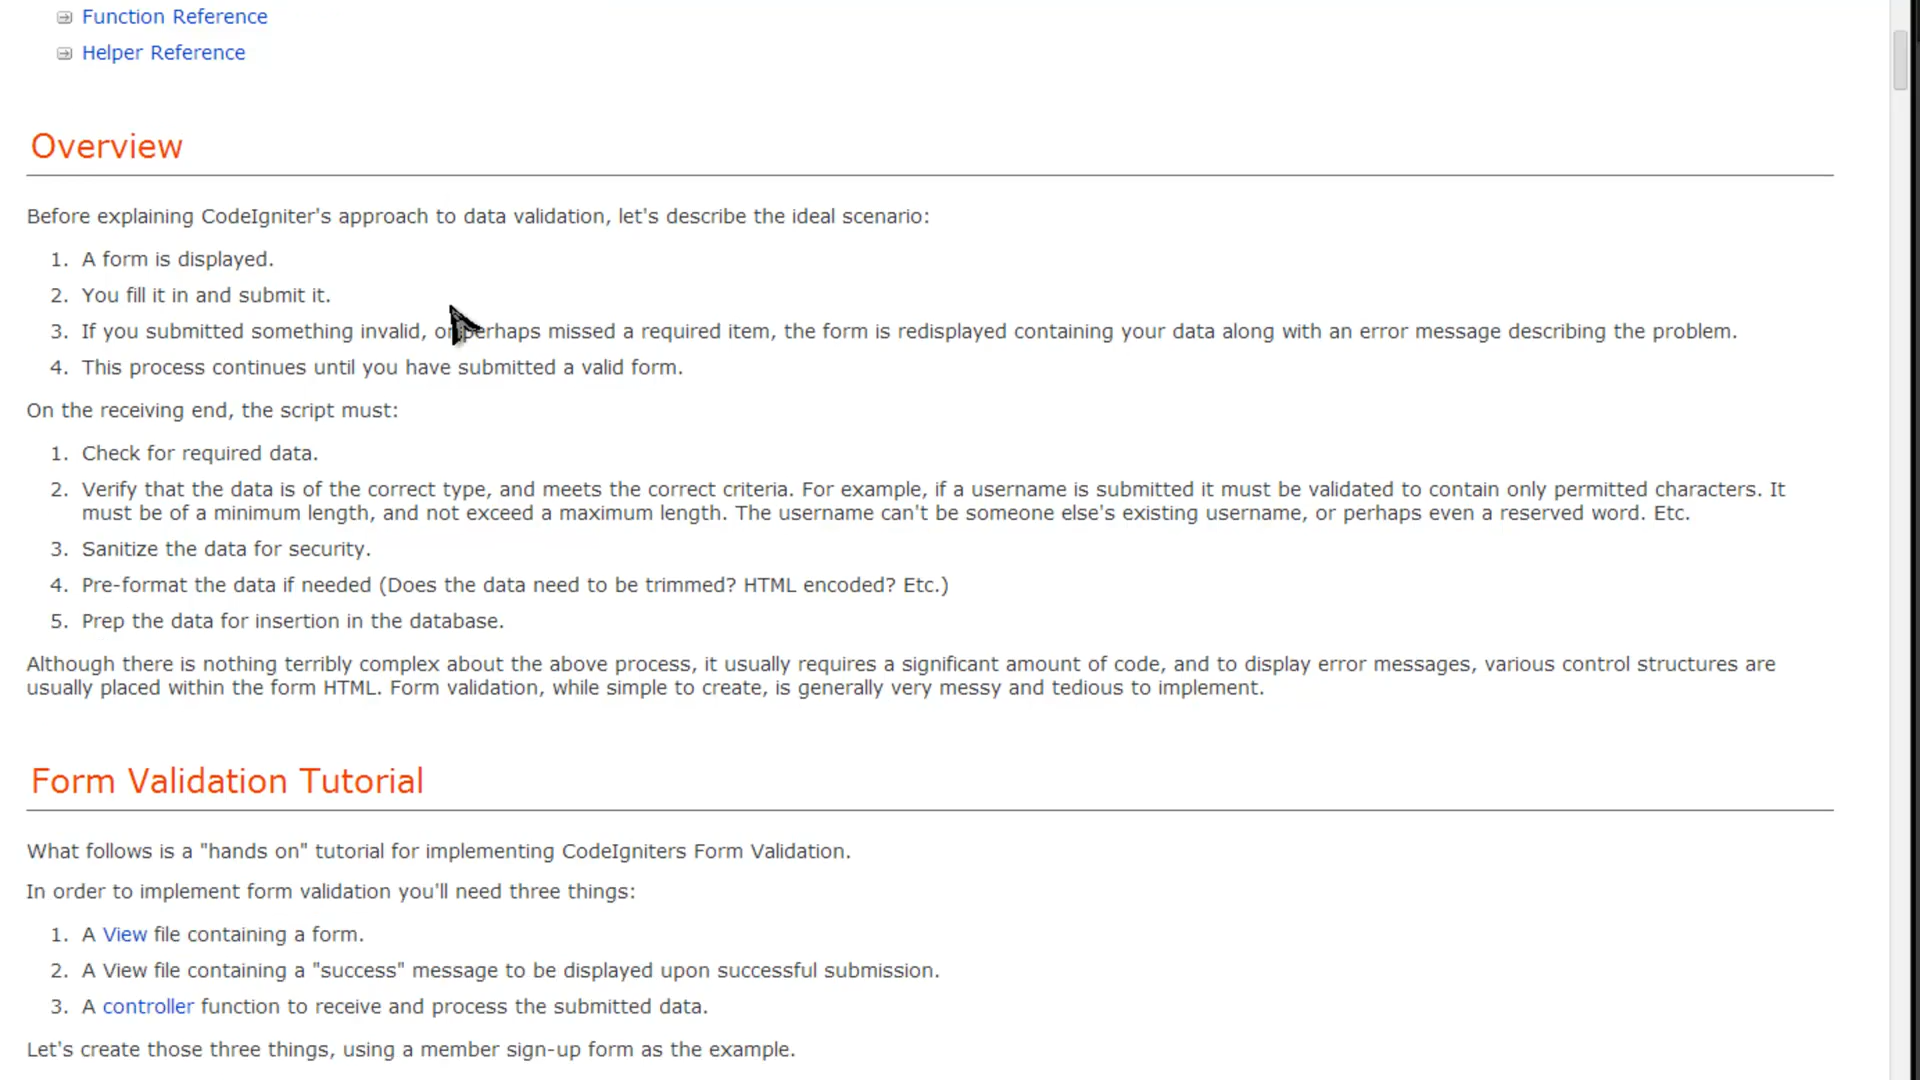 Function Reference
Helper Reference
Overview
Before explaining CodeIgniter's approach to data validation, let's describe the ideal scenario:
1. A form is displayed.
2. You fill it in and submit it.
3. If you submitted something invalid, or perhaps missed a required item, the form is redisplayed containing your data along with an error message describing the problem.
4. This process continues until you have submitted a valid form.
On the receiving end, the script must:
1. Check for required data.
2. Verify that the data is of the correct type, and meets the correct criteria. For example, if a username is submitted it must be validated to contain only permitted characters. It
must be of a minimum length, and not exceed a maximum length. The username can't be someone else's existing username, or perhaps even a reserved word. Etc.
3. Sanitize the data for security.
4. Pre-format the data if needed (Does the data need to be trimmed? HTML encoded? Etc.)
5. Prep the data for insertion in the database.
Although there is nothing terribly complex about the above process, it usually requires a significant amount of code, and to display error messages, various control structures are
usually placed within the form HTML. Form validation, while simple to create, is generally very messy and tedious to implement.
Form Validation Tutorial
What follows is a "hands on" tutorial for implementing CodeIgniters Form Validation.
In order to implement form validation you'll need three things:
1. A View file containing a form.
2. A View file containing a "success" message to be displayed upon successful submission.
3. A controller function to receive and process the submitted data.
Let's create those three things, using a member sign-up form as the example.